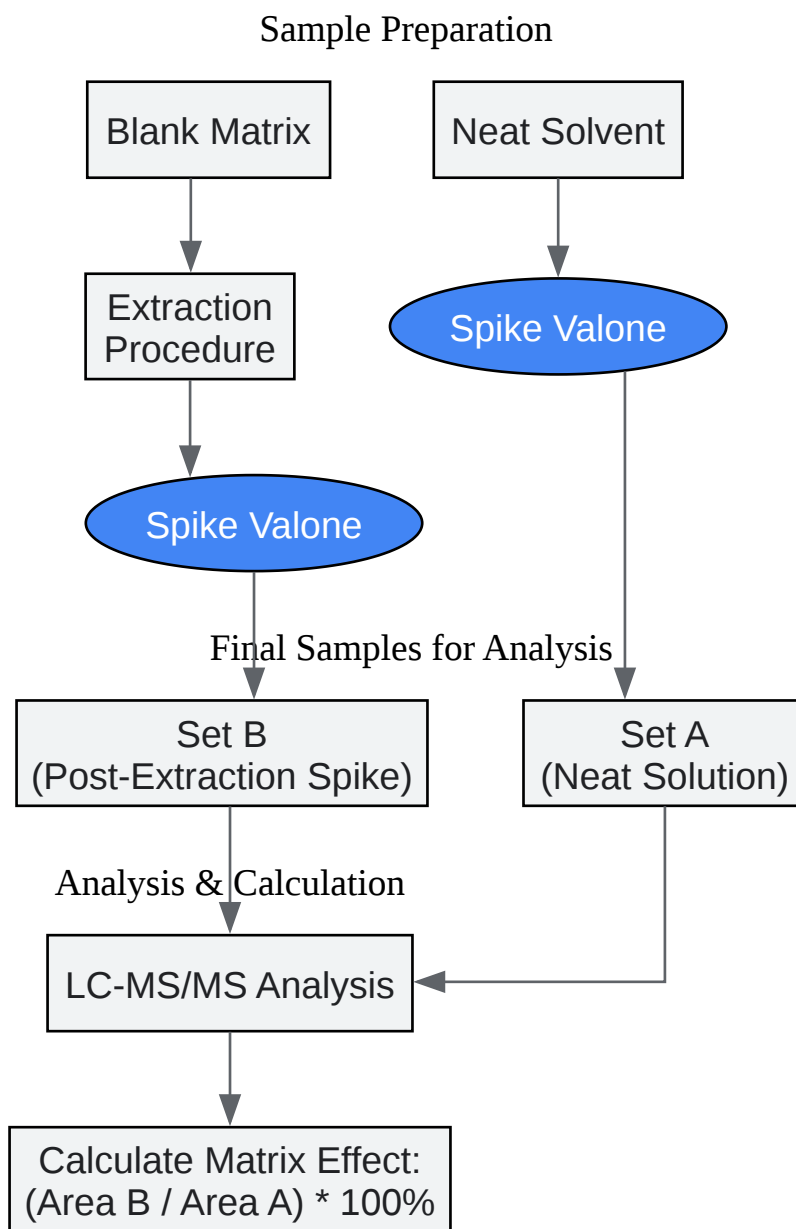 Sample Preparation
Blank Matrix
Neat Solvent
Extraction
Procedure
Spike Valone
Spike Valone
Final Samples for Analysis
Set B
(Post-Extraction Spike)
Set A
(Neat Solution)
Analysis & Calculation
LC-MS/MS Analysis
Calculate Matrix Effect:
(Area B / Area A) * 100%